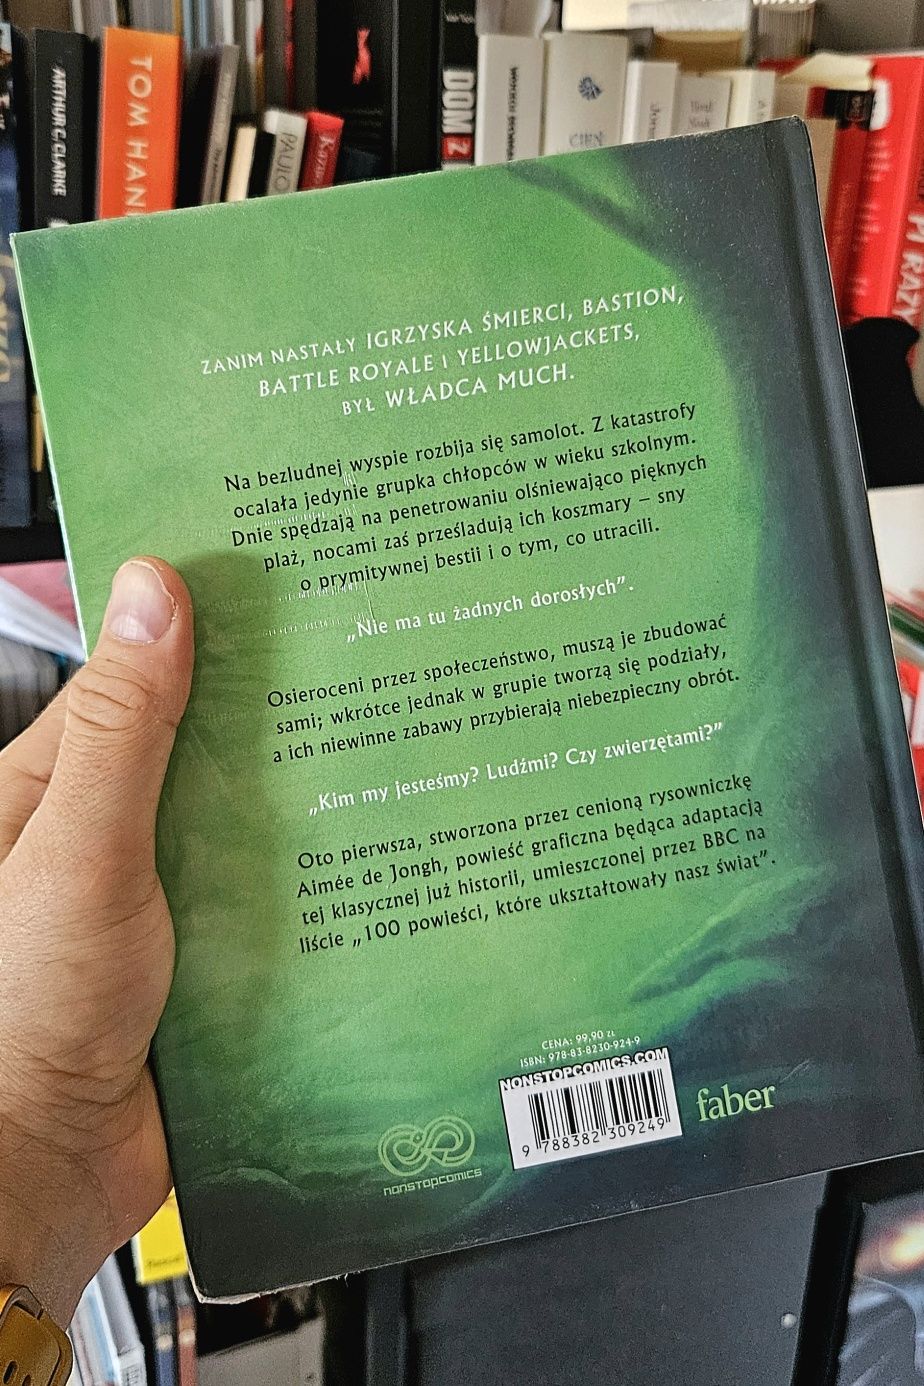 ARTHUR C. CLARKE
TOM HAN
DOM
Z
CIEŃ
PI RAZY
ZANIM NASTAŁY IGRZYSKA ŚMIERCI, BASTION,
BATTLE ROYALE I YELLOWJACKETS,
BYŁ WŁADCA MUCH.
Na bezludnej wyspie rozbija się samolot. Z katastrofy
ocalała jedynie grupka chłopców w wieku szkolnym.
Dnie spędzają na penetrowaniu olśniewająco pięknych
plaż, nocami zaś prześladują ich koszmary – sny
o prymitywnej bestii i o tym, co utracili.
„Nie ma tu żadnych dorosłych”.
Osieroceni przez społeczeństwo, muszą je zbudować
sami; wkrótce jednak w grupie tworzą się podziały,
a ich niewinne zabawy przybierają niebezpieczny obrót.
„Kim my jesteśmy? Ludźmi? Czy zwierzętami?”
Oto pierwsza, stworzona przez cenioną rysowniczkę
Aimée de Jongh, powieść graficzna będąca adaptacją
tej klasycznej już historii, umieszczonej przez BBC na
liście „100 powieści, które ukształtowały nasz świat”.
CENA: 99,90 ZŁ
ISBN: 978-83-8230-924-9
NONSTOPCOMICS.COM
9 788382 309249
nonstopcomics
faber